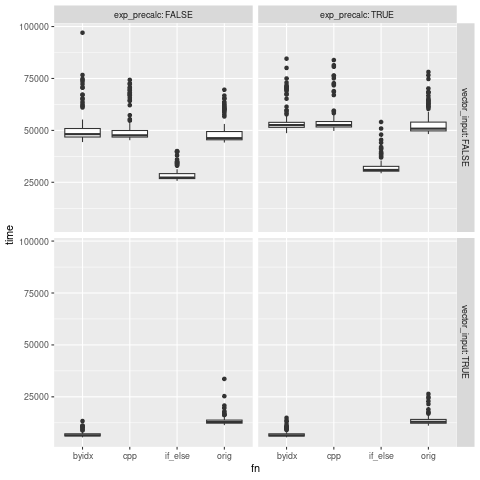 exp_precalc: FALSE
exp_precalc: TRUE
100000
75000
50000
25000
vector_input: FALSE
time
100000
75000
50000
25000
vector_input: TRUE
byidx cpp if_else orig byidx cpp if_else orig
fn